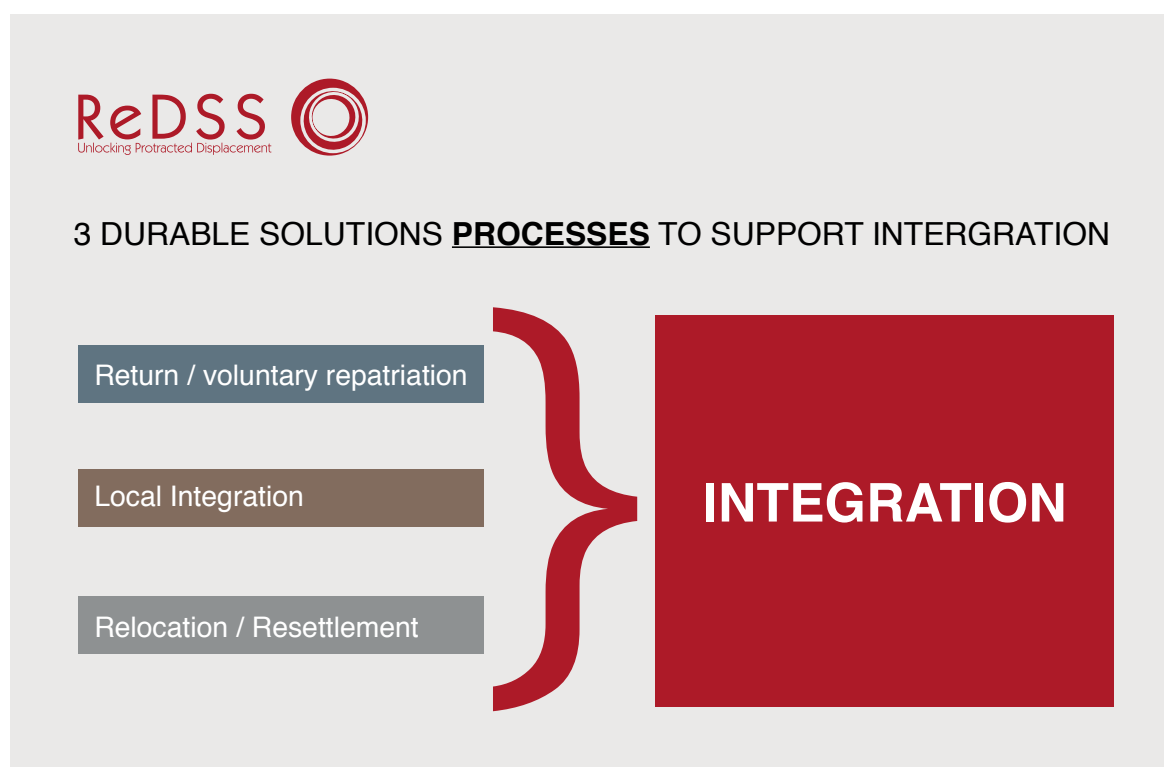 ReDSS
Unlocking Protracted Displacement
3 DURABLE SOLUTIONS PROCESSES TO SUPPORT INTERGRATION
Return / voluntary repatriation
Local Integration
Relocation / Resettlement
INTEGRATION